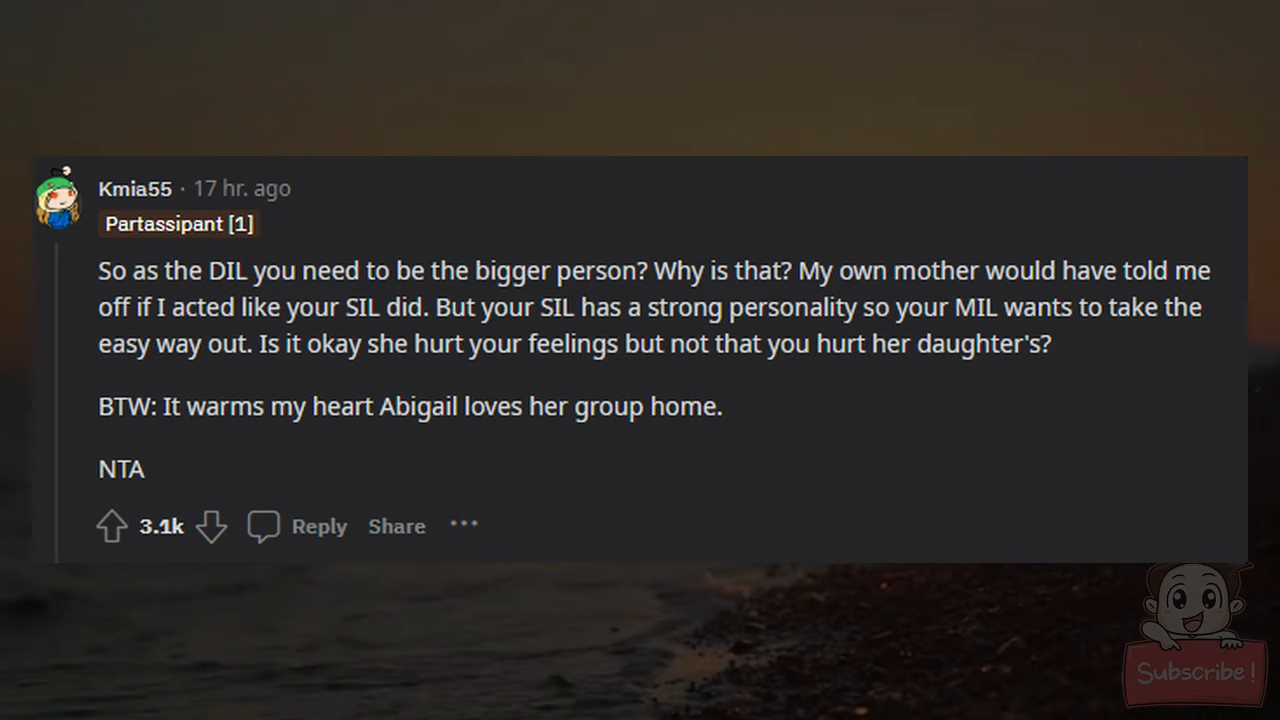 Kmia55 · 17 hr. ago
Partassipant [1]
So as the DIL you need to be the bigger person? Why is that? My own mother would have told me
off if I acted like your SIL did. But your SIL has a strong personality so your MIL wants to take the
easy way out. Is it okay she hurt your feelings but not that you hurt her daughter's?
BTW: It warms my heart Abigail loves her group home.
NTA
3.1k Reply Share ···
Subscribe!